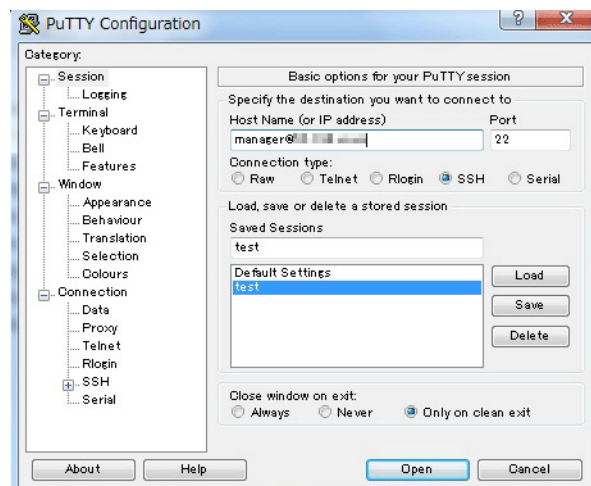 PuTTY Configuration
Category:
Session
Logging
Terminal
Keyboard
Bell
Features
Window
Appearance
Behaviour
Translation
Selection
Colours
Connection
Data
Proxy
Telnet
Rlogin
SSH
Serial
Basic options for your PuTTY session
Specify the destination you want to connect to
Host Name (or IP address) Port
manager@ 22
Connection type:
Raw Telnet Rlogin SSH Serial
Load, save or delete a stored session
Saved Sessions
test
Default Settings
test
Load
Save
Delete
Close window on exit:
Always Never Only on clean exit
About Help Open Cancel